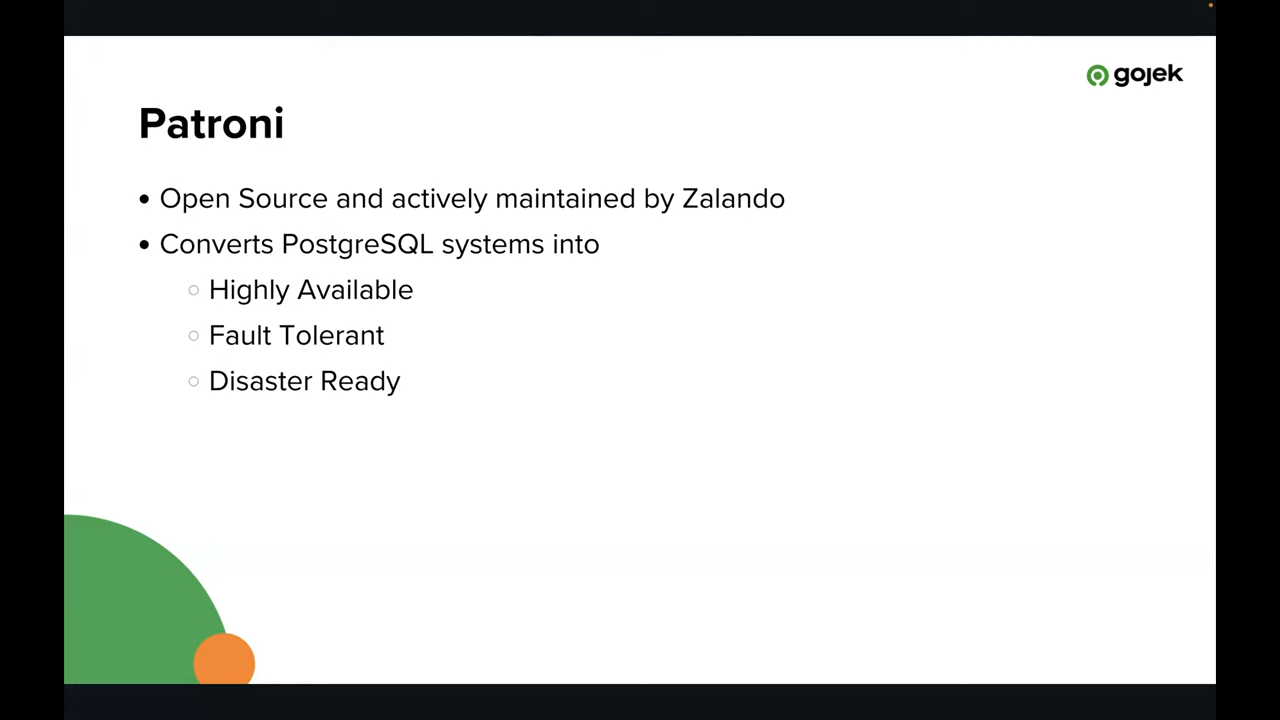 gojek
Patroni
• Open Source and actively maintained by Zalando
• Converts PostgreSQL systems into
○ Highly Available
○ Fault Tolerant
○ Disaster Ready